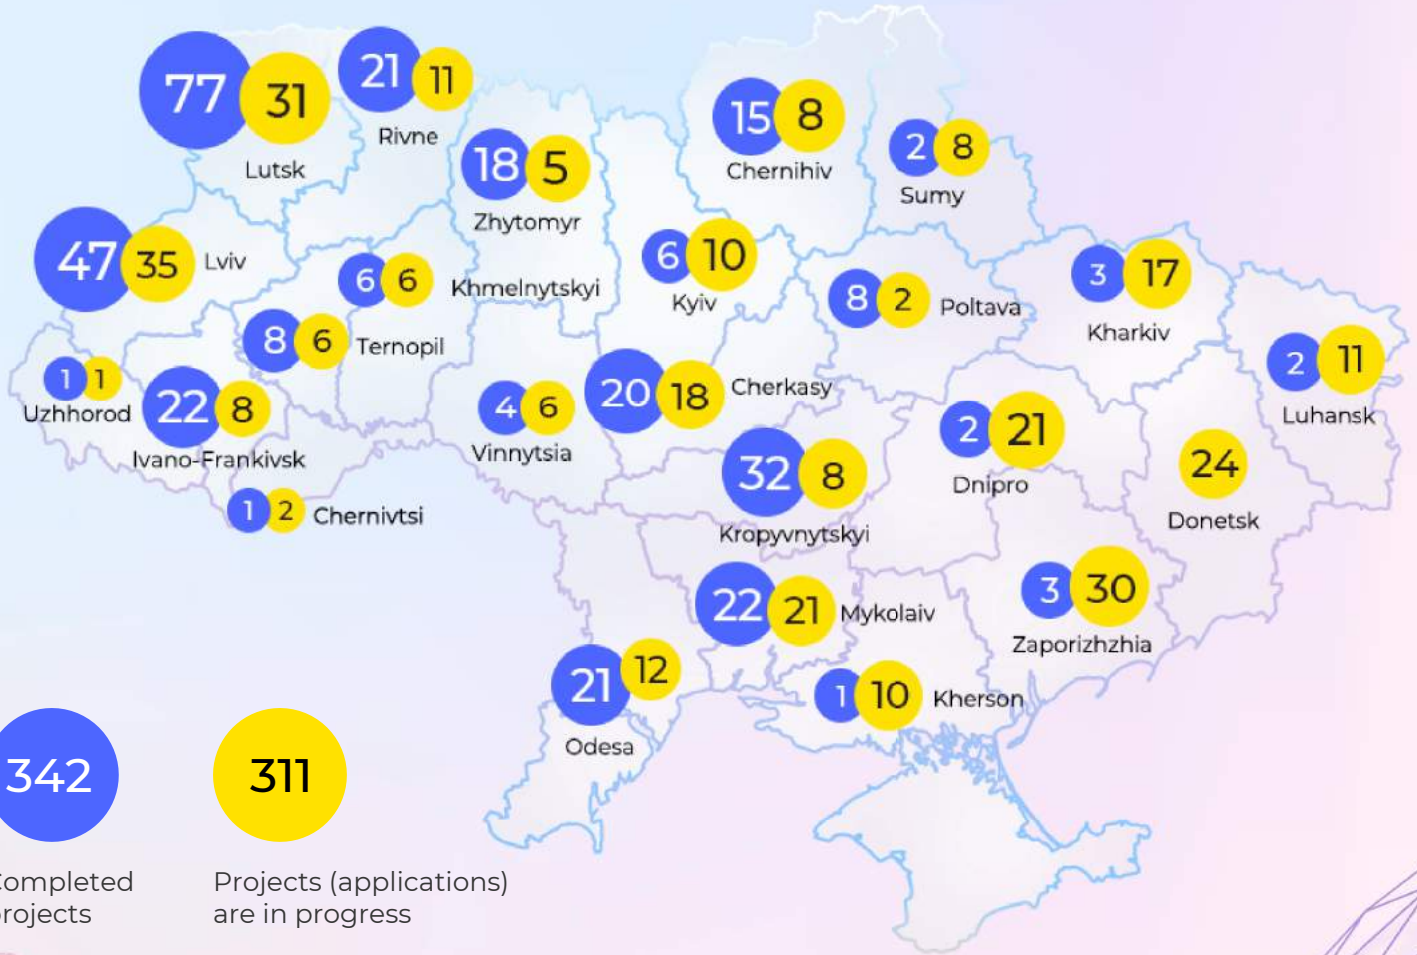 77 31
Lutsk
21 11
Rivne
18 5
Zhytomyr
15 8
Chernihiv
2 8
Sumy
47 35 Lviv
6 6 Khmelnytskyi
6 10
Kyiv
8 2 Poltava
3 17
Kharkiv
8 6 Ternopil
2 11
Luhansk
1 1
Uzhhorod
22 8
Ivano-Frankivsk
4 6
Vinnytsia
20 18 Cherkasy
2 21
Dnipro
24
Donetsk
32 8
Kropyvnytskyi
1 2 Chernivtsi
22 21 Mykolaiv
3 30
Zaporizhzhia
21 12
Odesa
1 10 Kherson
342
Completed
projects
311
Projects (applications)
are in progress